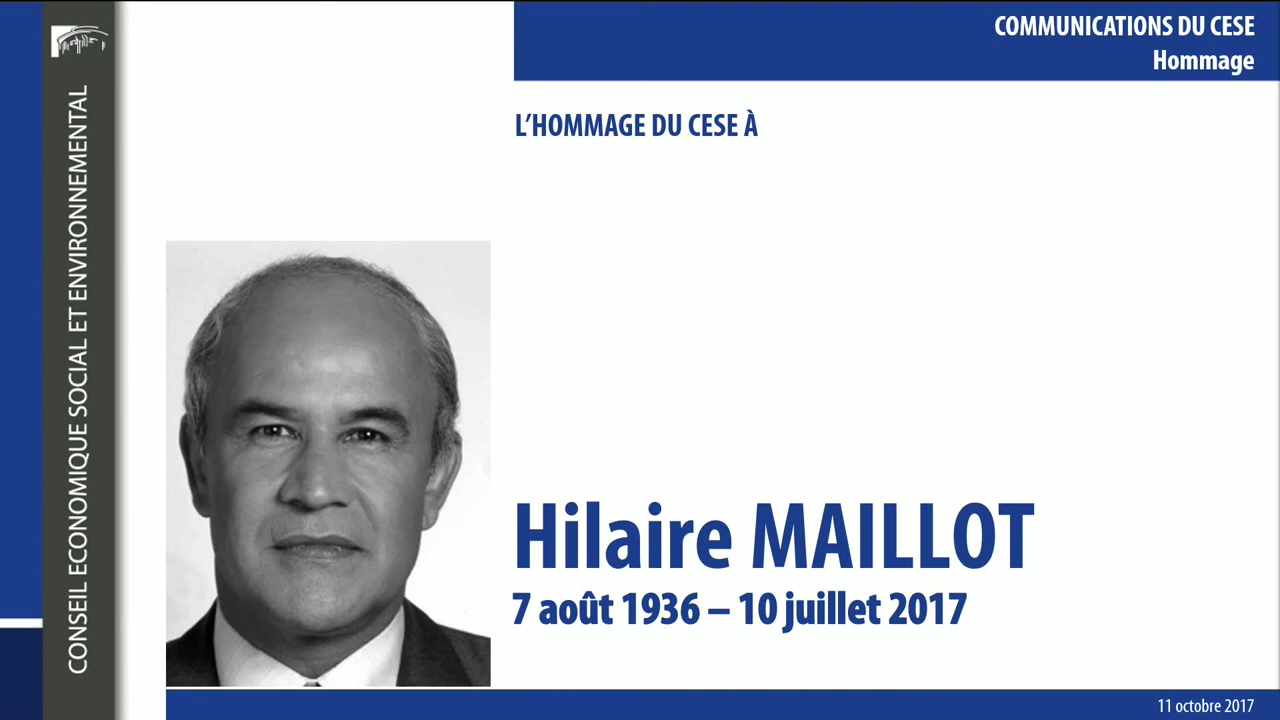 COMMUNICATIONS DU CESE
Hommage
L'HOMMAGE DU CESE À
CONSEIL ECONOMIQUE SOCIAL ET ENVIRONNEMENTAL
Hilaire MAILLOT
7 août 1936 – 10 juillet 2017
11 octobre 2017